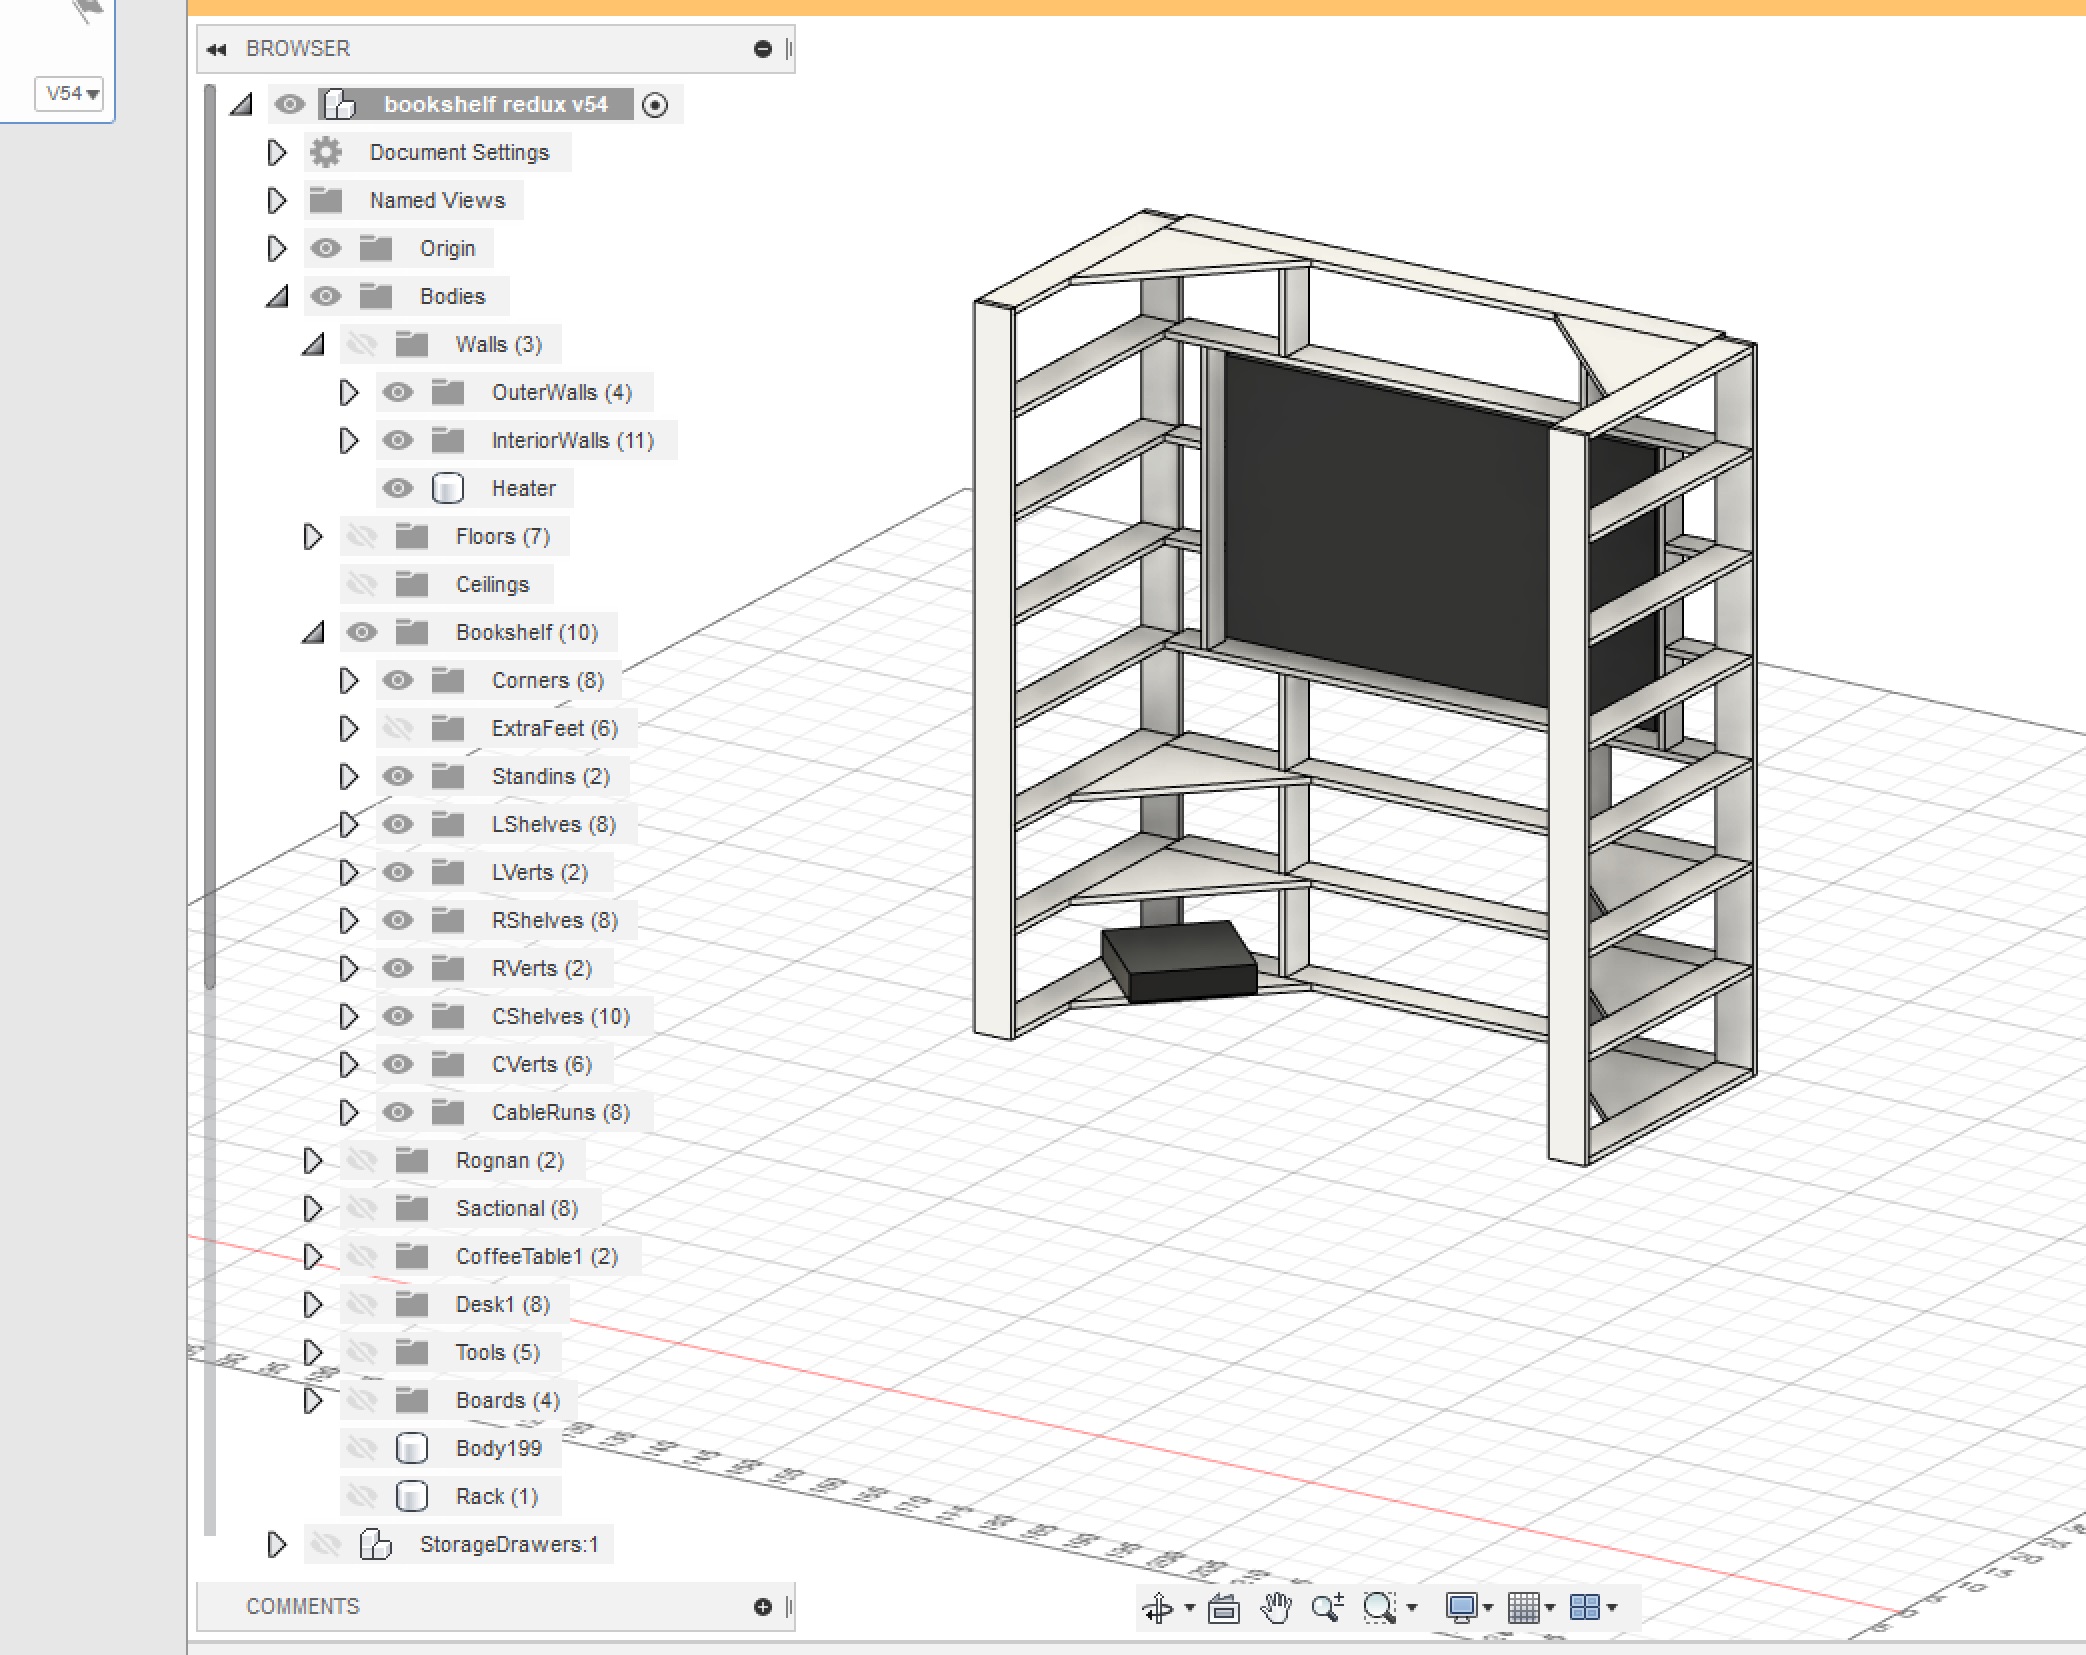 BROWSER
V54
bookshelf redux v54
Document Settings
Named Views
Origin
Bodies
Walls (3)
OuterWalls (4)
InteriorWalls (11)
Heater
Floors (7)
Ceilings
Bookshelf (10)
Corners (8)
ExtraFeet (6)
Standins (2)
LShelves (8)
LVerts (2)
RShelves (8)
RVerts (2)
CShelves (10)
CVerts (6)
CableRuns (8)
Rognan (2)
Sactional (8)
CoffeeTable1 (2)
Desk1 (8)
Tools (5)
Boards (4)
Body199
Rack (1)
StorageDrawers:1
COMMENTS